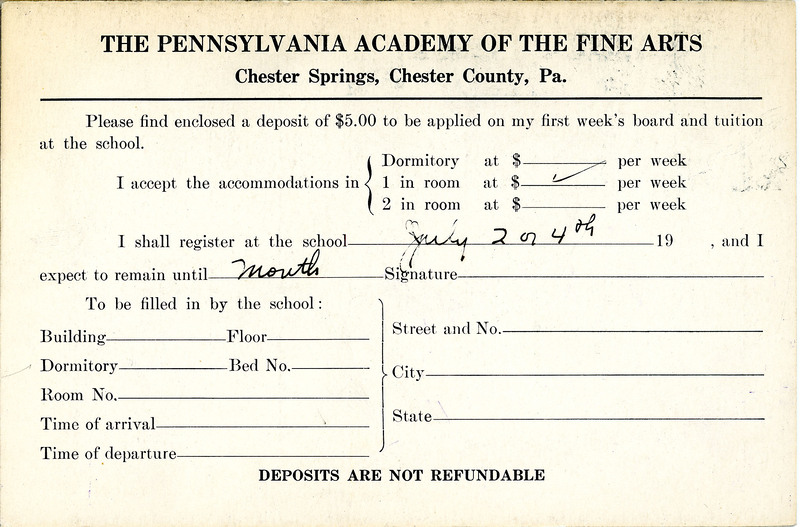 THE PENNSYLVANIA ACADEMY OF THE FINE ARTS
Chester Springs, Chester County, Pa.
Please find enclosed a deposit of $5.00 to be applied on my first week's board and tuition
at the school.
I accept the accommodations in
Dormitory at $ per week
1 in room at $ ✓ per week
2 in room at $ per week
I shall register at the school July 2 or 4th 19 , and I
expect to remain until Month Signature
To be filled in by the school:
Building Floor
Dormitory Bed No.
Room No.
Time of arrival
Time of departure
Street and No.
City
State
DEPOSITS ARE NOT REFUNDABLE